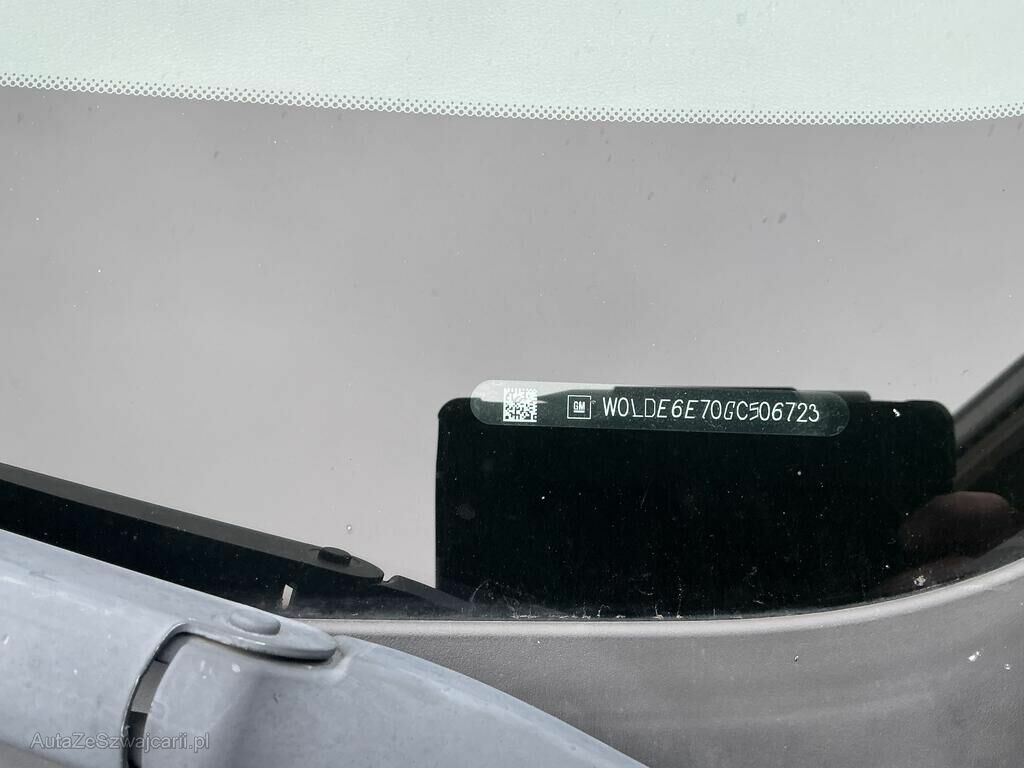 GM W0LDE6E70GC506723
AutaZeSzwajcarii.pl